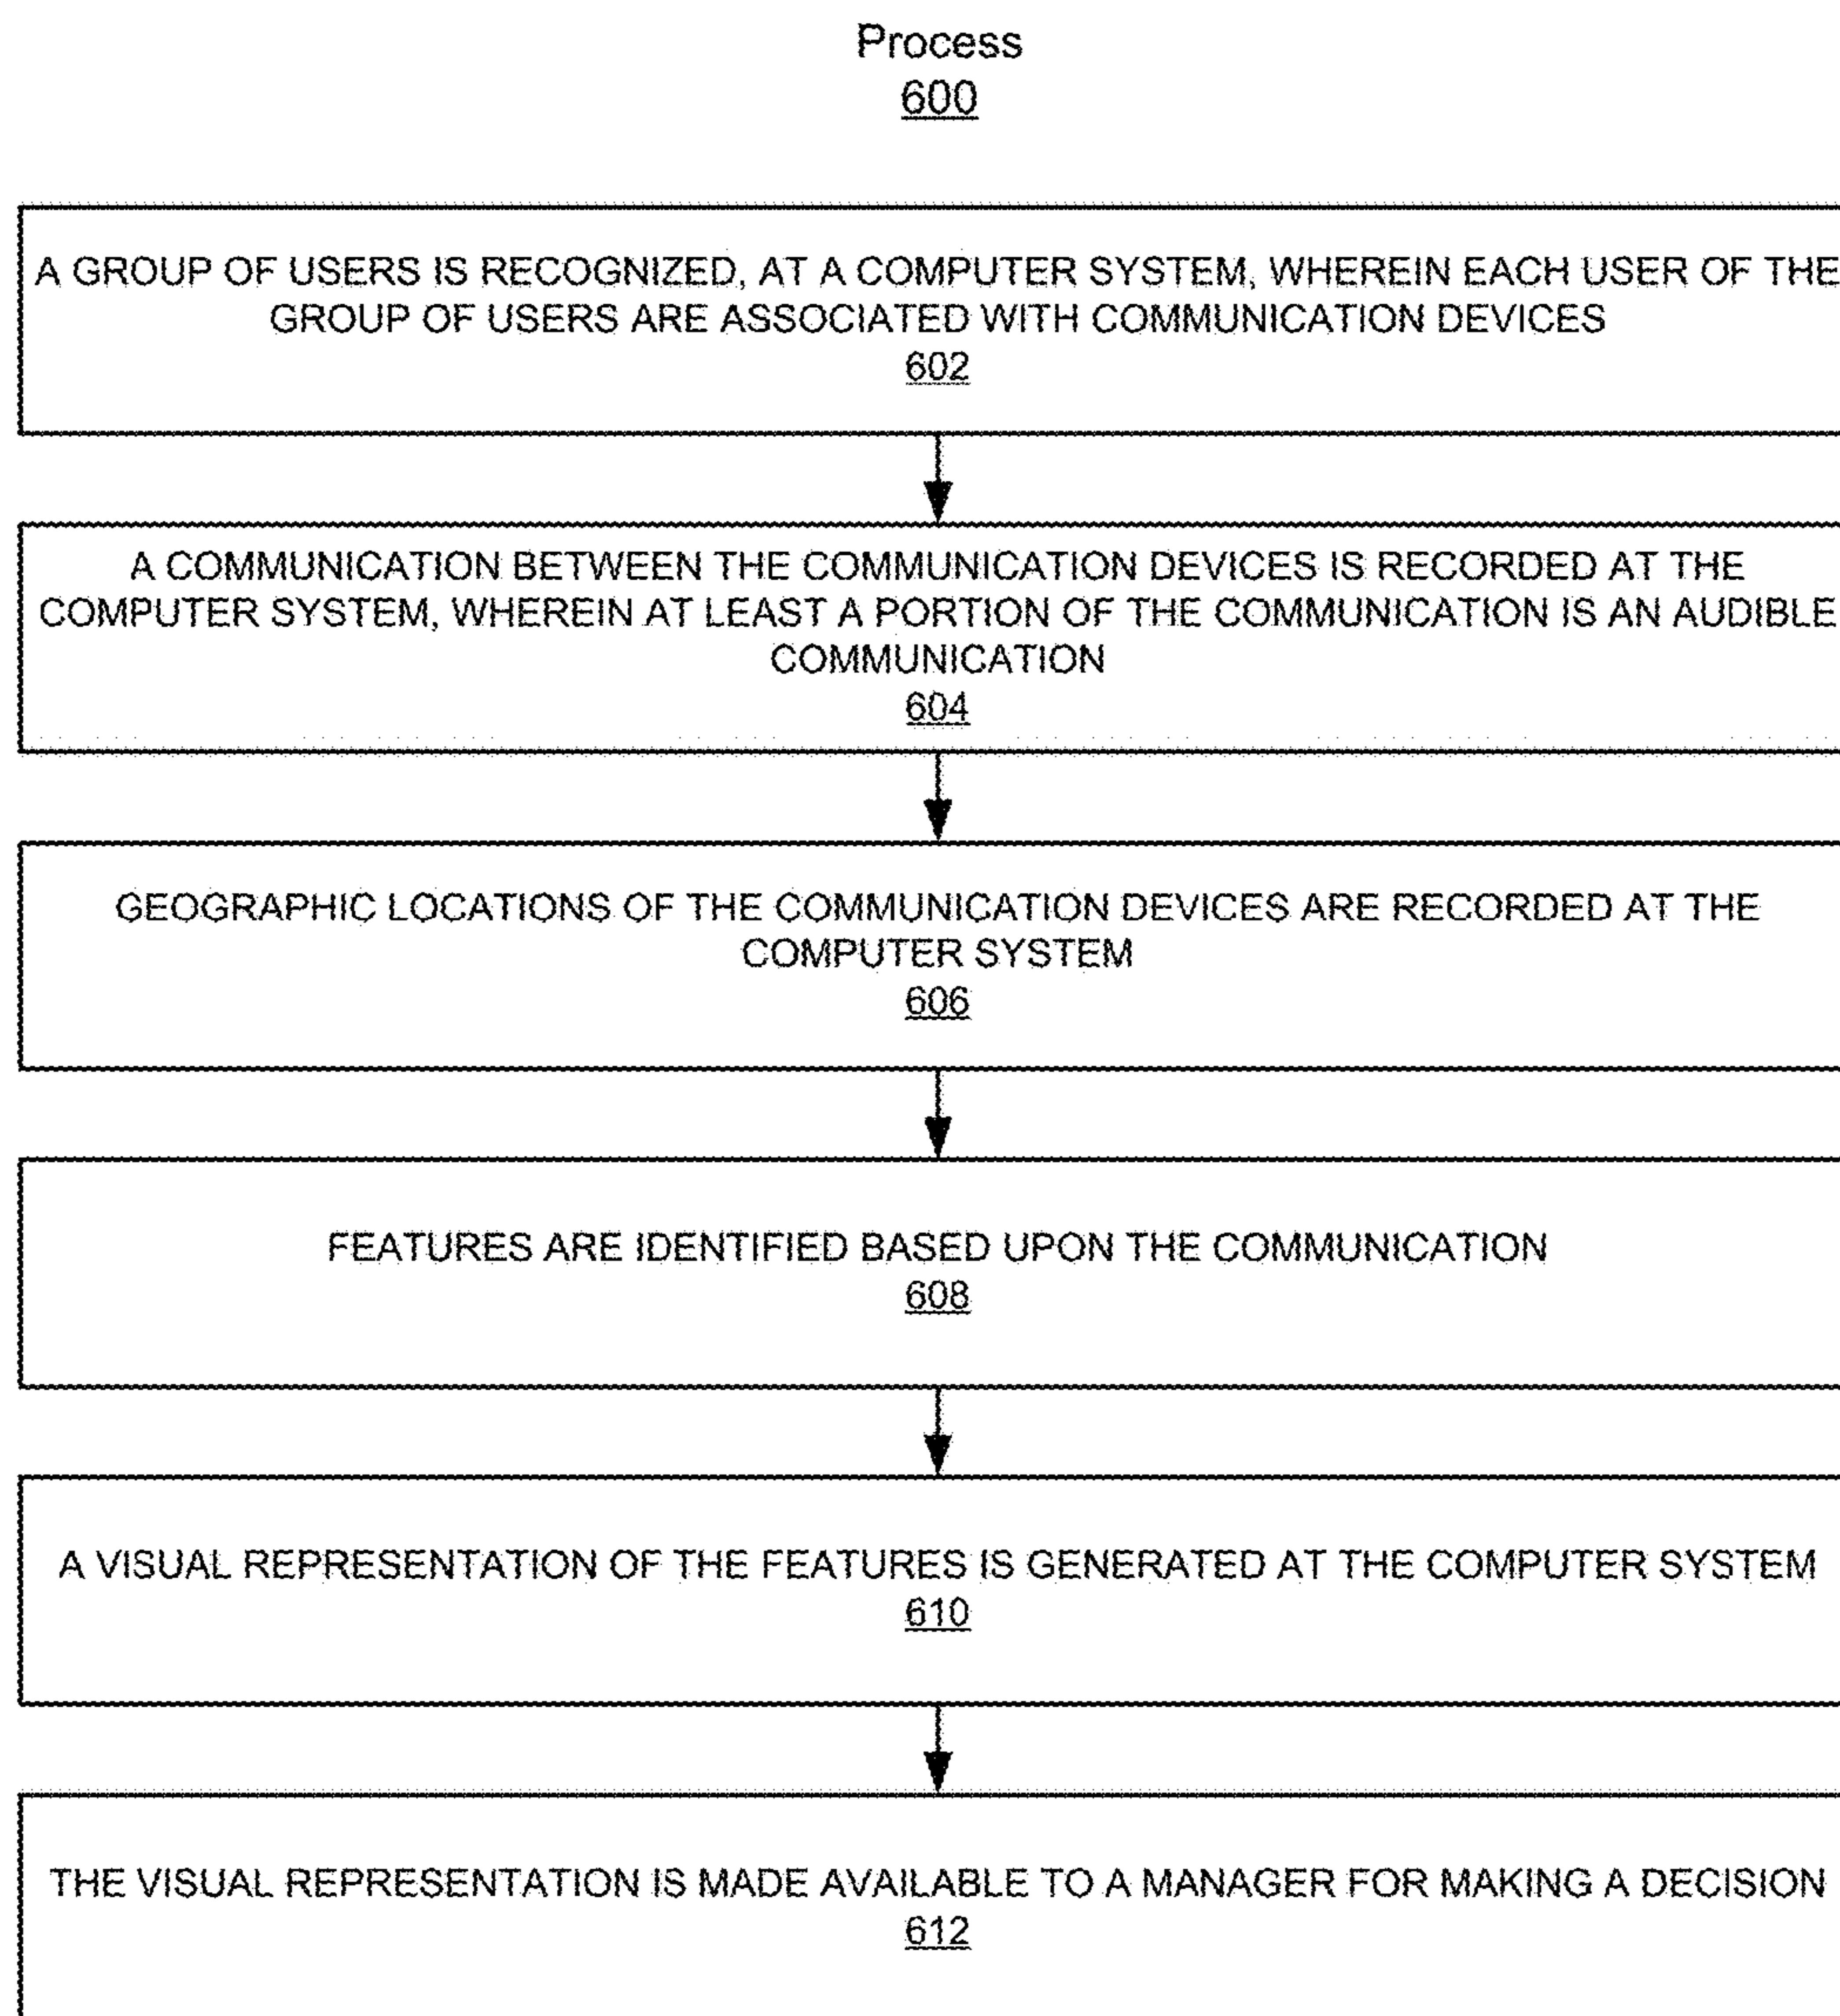 Process
600
A GROUP OF USERS IS RECOGNIZED, AT A COMPUTER SYSTEM, WHEREIN EACH USER OF THE
GROUP OF USERS ARE ASSOCIATED WITH COMMUNICATION DEVICES
602
A COMMUNICATION BETWEEN THE COMMUNICATION DEVICES IS RECORDED AT THE
COMPUTER SYSTEM, WHEREIN AT LEAST A PORTION OF THE COMMUNICATION IS AN AUDIBLE
COMMUNICATION
604
GEOGRAPHIC LOCATIONS OF THE COMMUNICATION DEVICES ARE RECORDED AT THE
COMPUTER SYSTEM
606
FEATURES ARE IDENTIFIED BASED UPON THE COMMUNICATION
608
A VISUAL REPRESENTATION OF THE FEATURES IS GENERATED AT THE COMPUTER SYSTEM
610
THE VISUAL REPRESENTATION IS MADE AVAILABLE TO A MANAGER FOR MAKING A DECISION
612